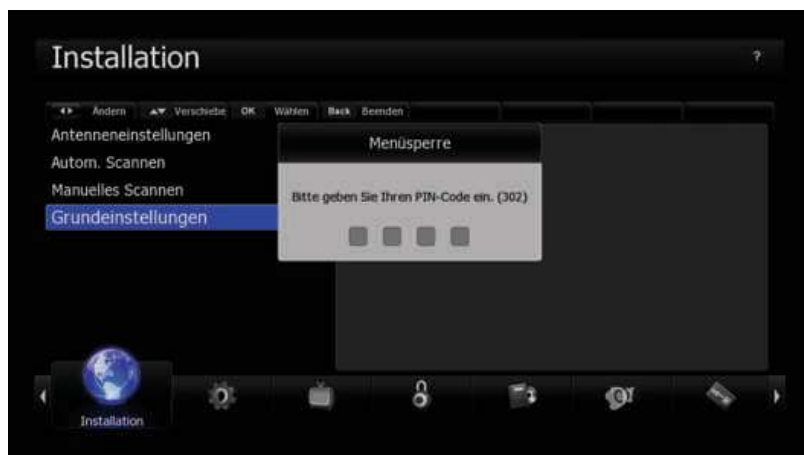 Installation
?
Ändern Verschiebe OK Wählen Back Beenden
Antenneneinstellungen
Autom. Scannen
Manuelles Scannen
Grundeinstellungen
Menüsperre
Bitte geben Sie Ihren PIN-Code ein. (302)
Installation